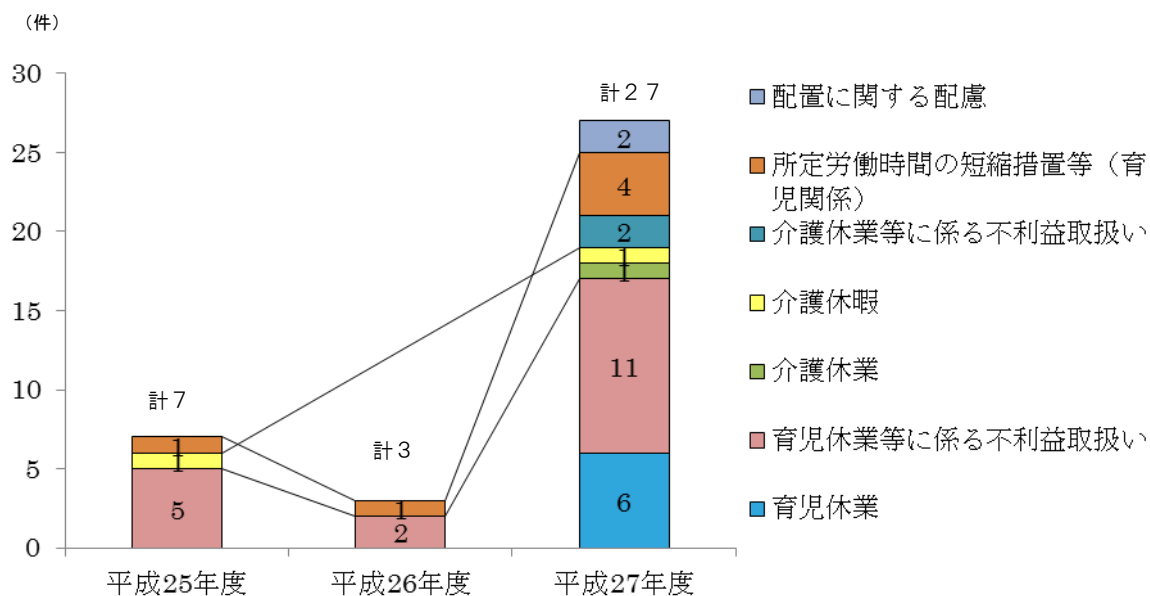 （件）
30
25
20
15
10
5
0
計７
1
1
5
計３
1
2
計２７
2
4
2
1
1
11
6
平成25年度
平成26年度
平成27年度
配置に関する配慮
所定労働時間の短縮措置等（育
児関係）
介護休業等に係る不利益取扱い
介護休暇
介護休業
育児休業等に係る不利益取扱い
育児休業